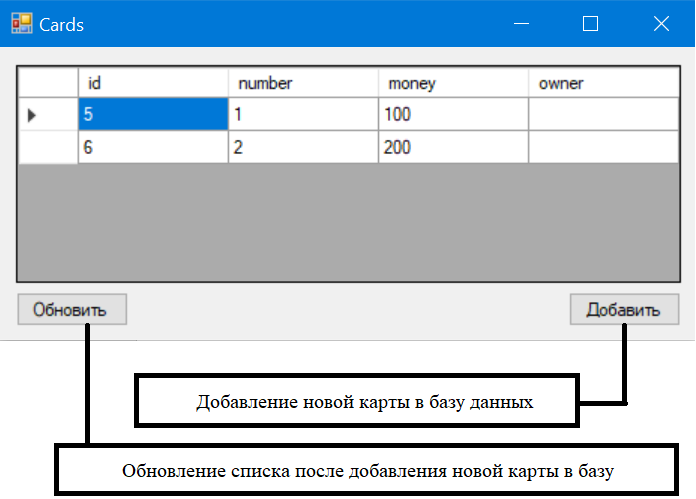 Cards
id number money owner
5 1 100
6 2 200
Обновить Добавить
Добавление новой карты в базу данных
Обновление списка после добавления новой карты в базу